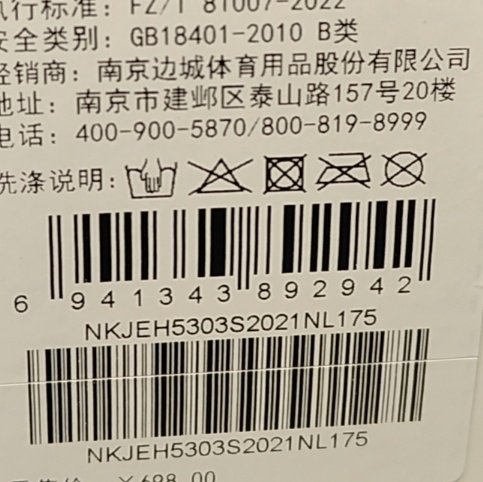 执行标准: FZ/T 81007-2022
安全类别: GB18401-2010 B类
经销商: 南京边城体育用品股份有限公司
地址: 南京市建邺区泰山路157号20楼
电话: 400-900-5870/800-819-8999
洗涤说明:
6 941343 892942
NKJEH5303S2021NL175
NKJEH5303S2021NL175
¥698.00